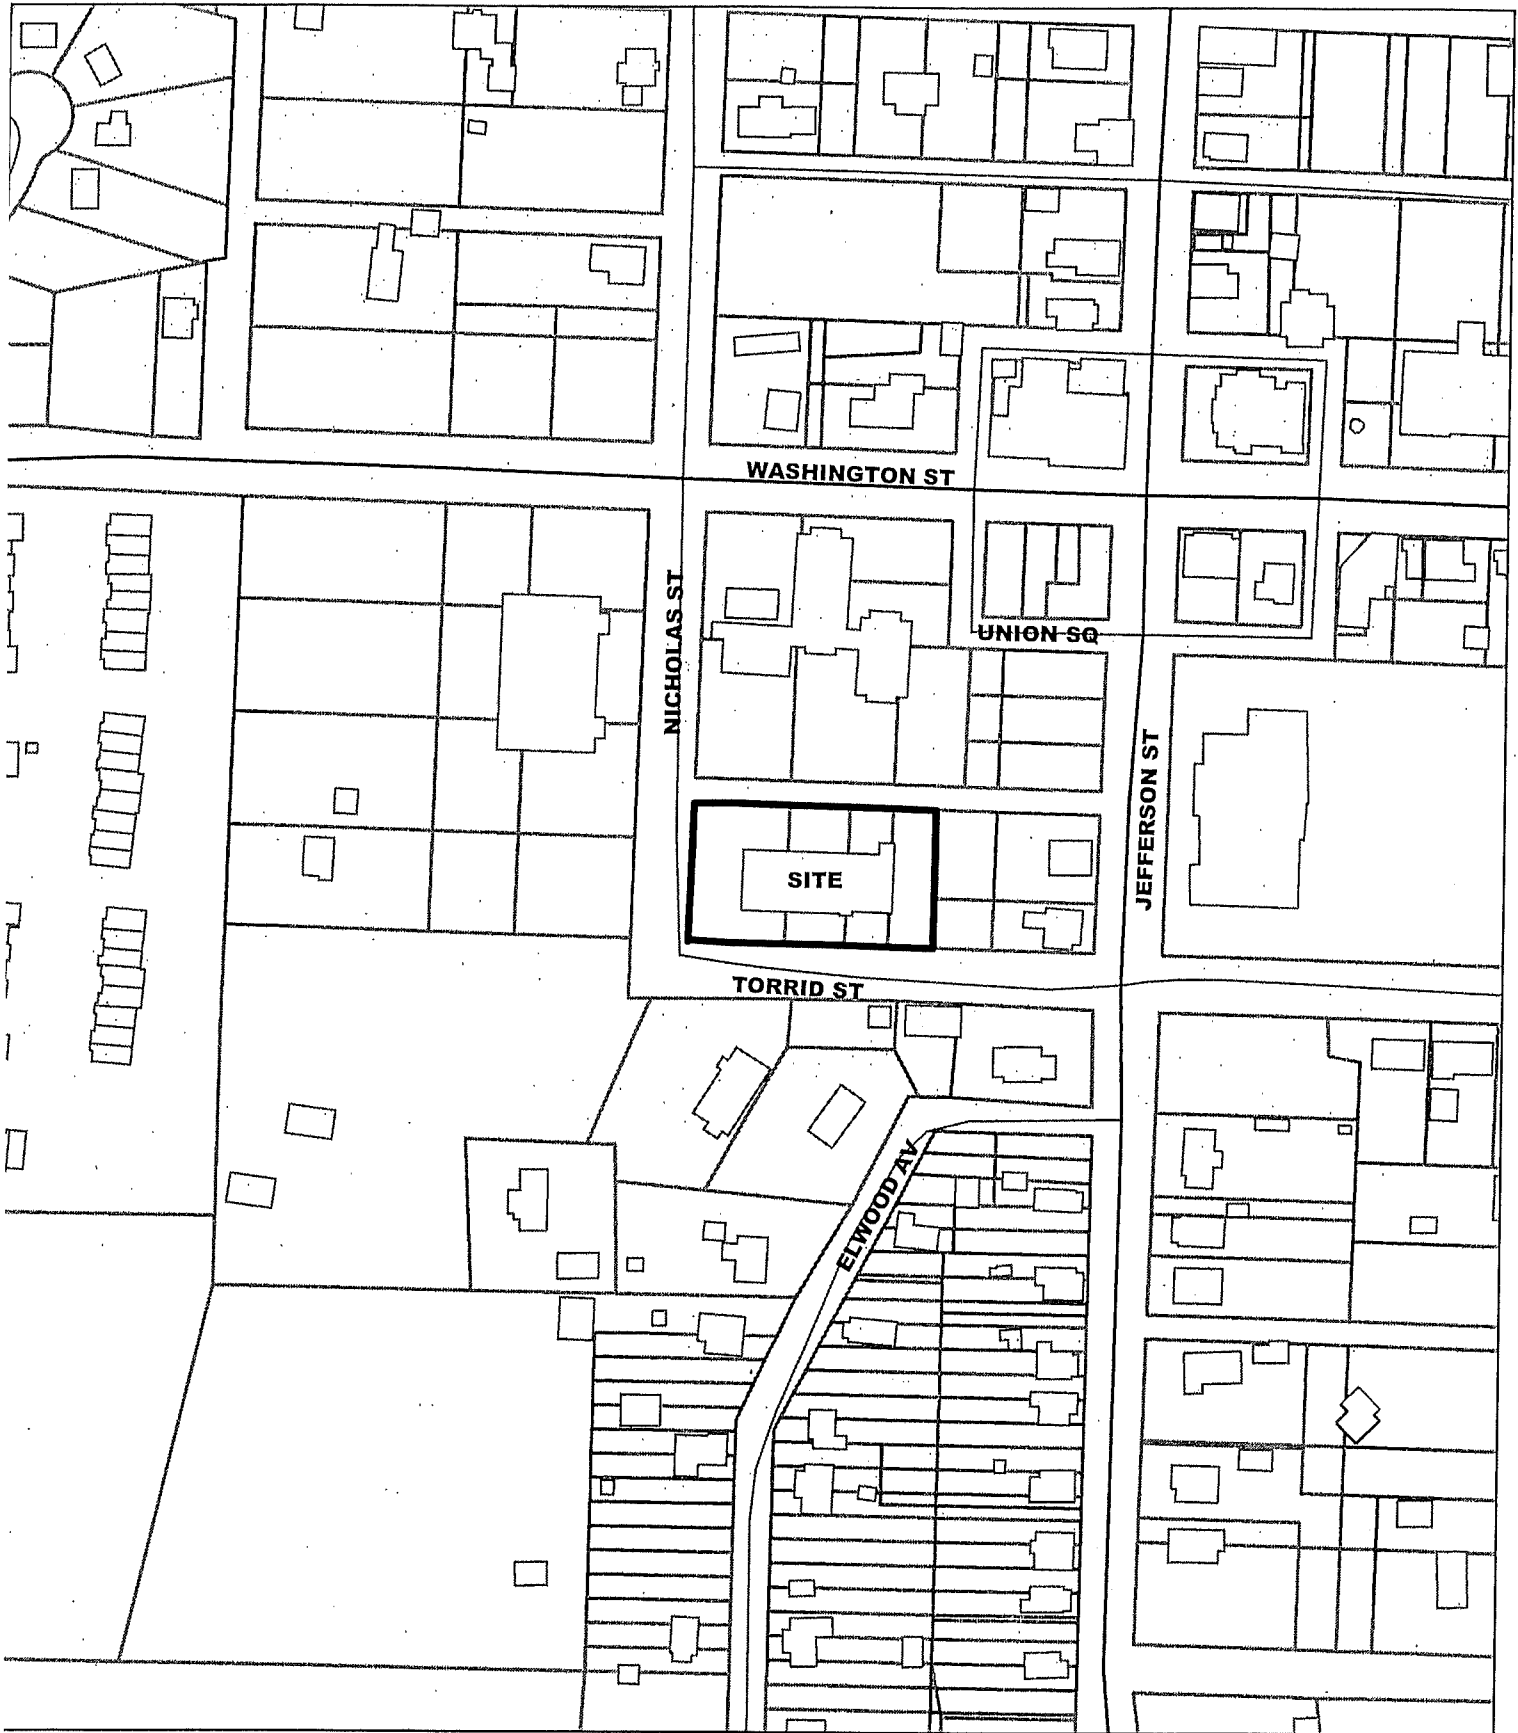 WASHINGTON ST
NICHOLAS ST
UNION SQ
JEFFERSON ST
SITE
TORRID ST
ELWOOD AV